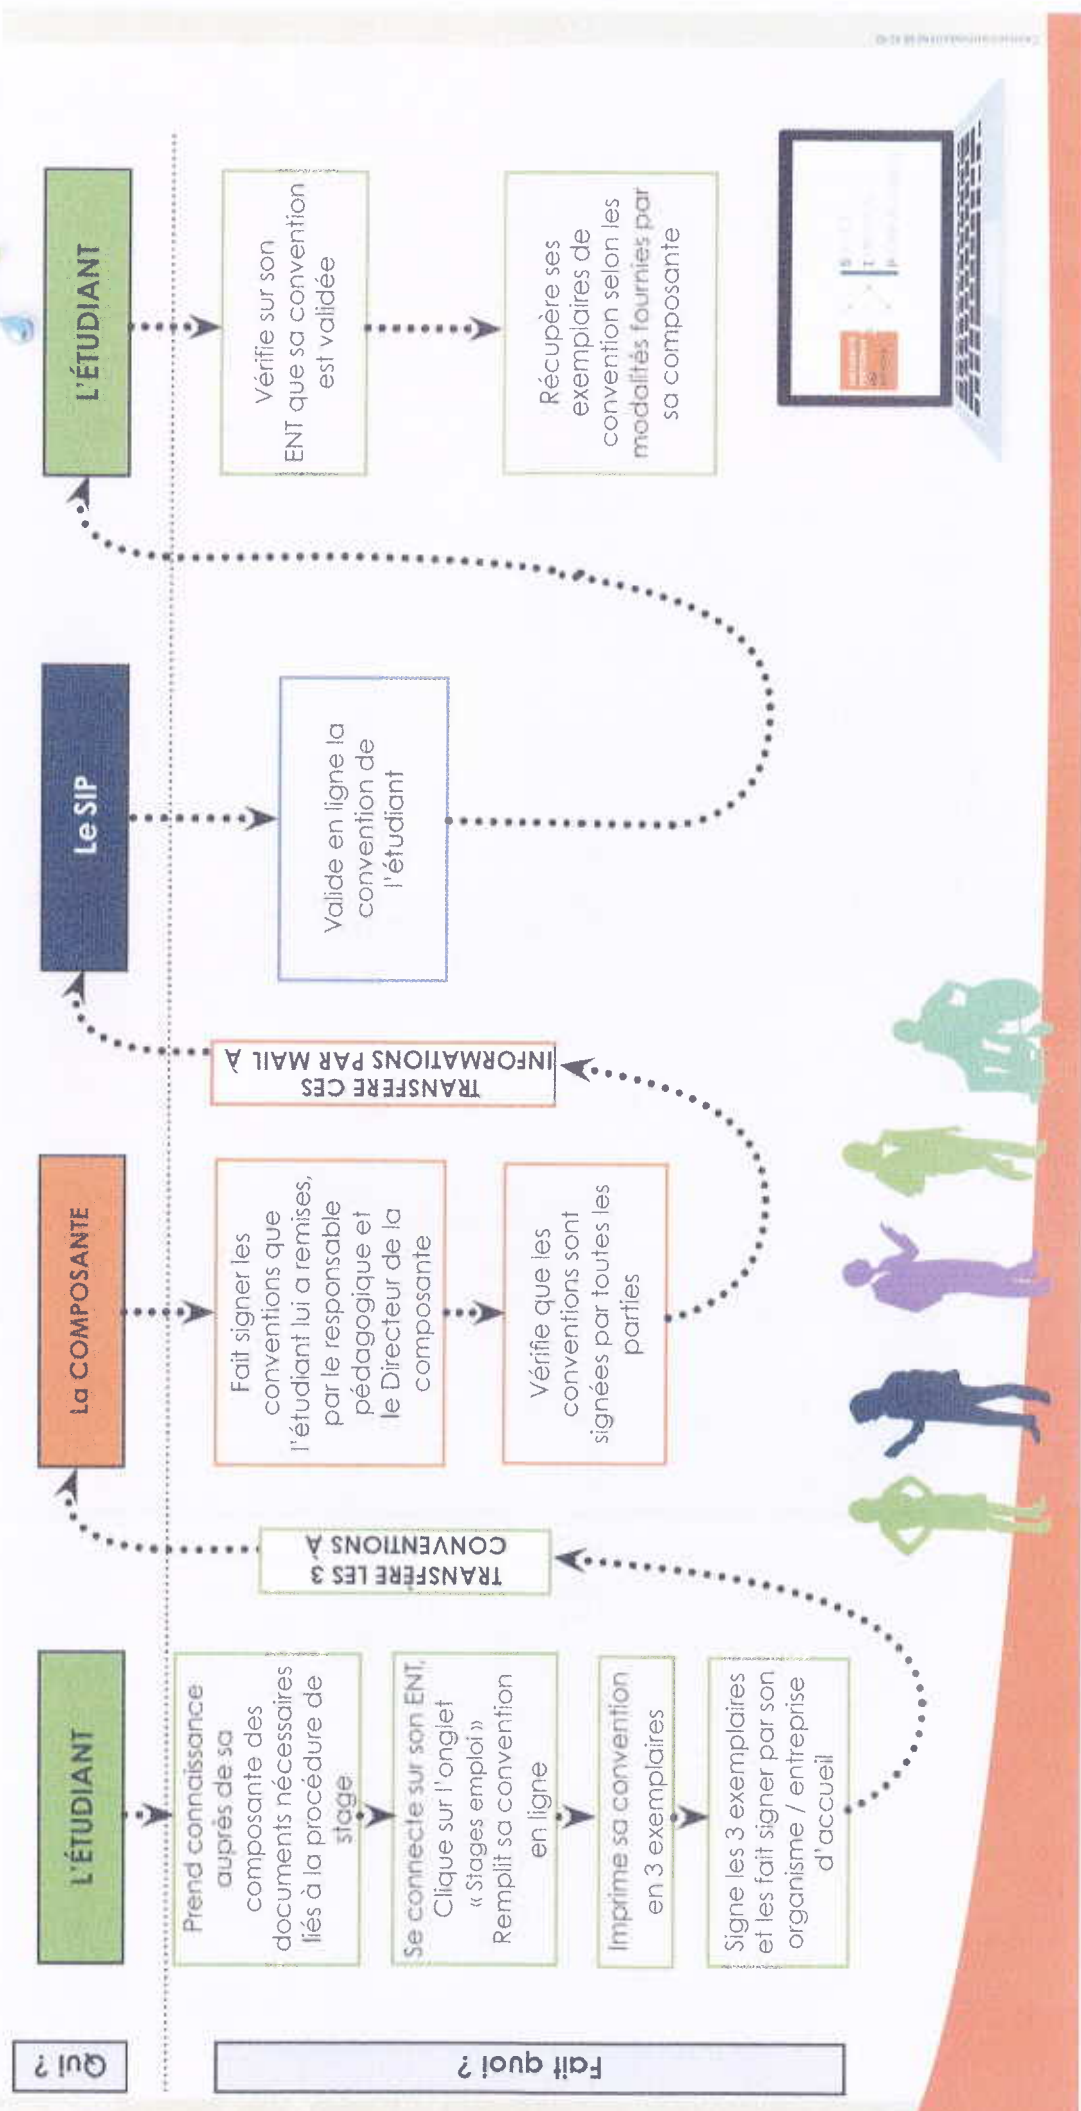 Qui ?
Fait quoi ?
L'ÉTUDIANT
Prend connaissance
auprès de sa
composante des
documents nécessaires
liés à la procédure de
stage
Se connecte sur son ENT,
Clique sur l'onglet
« Stages emploi »
Remplit sa convention
en ligne
Imprime sa convention
en 3 exemplaires
Signe les 3 exemplaires
et les fait signer par son
organisme / entreprise
d'accueil
TRANSFÉRE LES 3
CONVENTIONS À
La COMPOSANTE
Fait signer les
conventions que
l'étudiant lui a remises,
par le responsable
pédagogique et
le Directeur de la
composante
Vérifie que les
conventions sont
signées par toutes les
parties
TRANSFERE CES
INFORMATIONS PAR MAIL À
Le SIP
Valide en ligne la
convention de
l'étudiant
L'ÉTUDIANT
Vérifie sur son
ENT que sa convention
est validée
Récupère ses
exemplaires de
convention selon les
modalités fournies par
sa composante